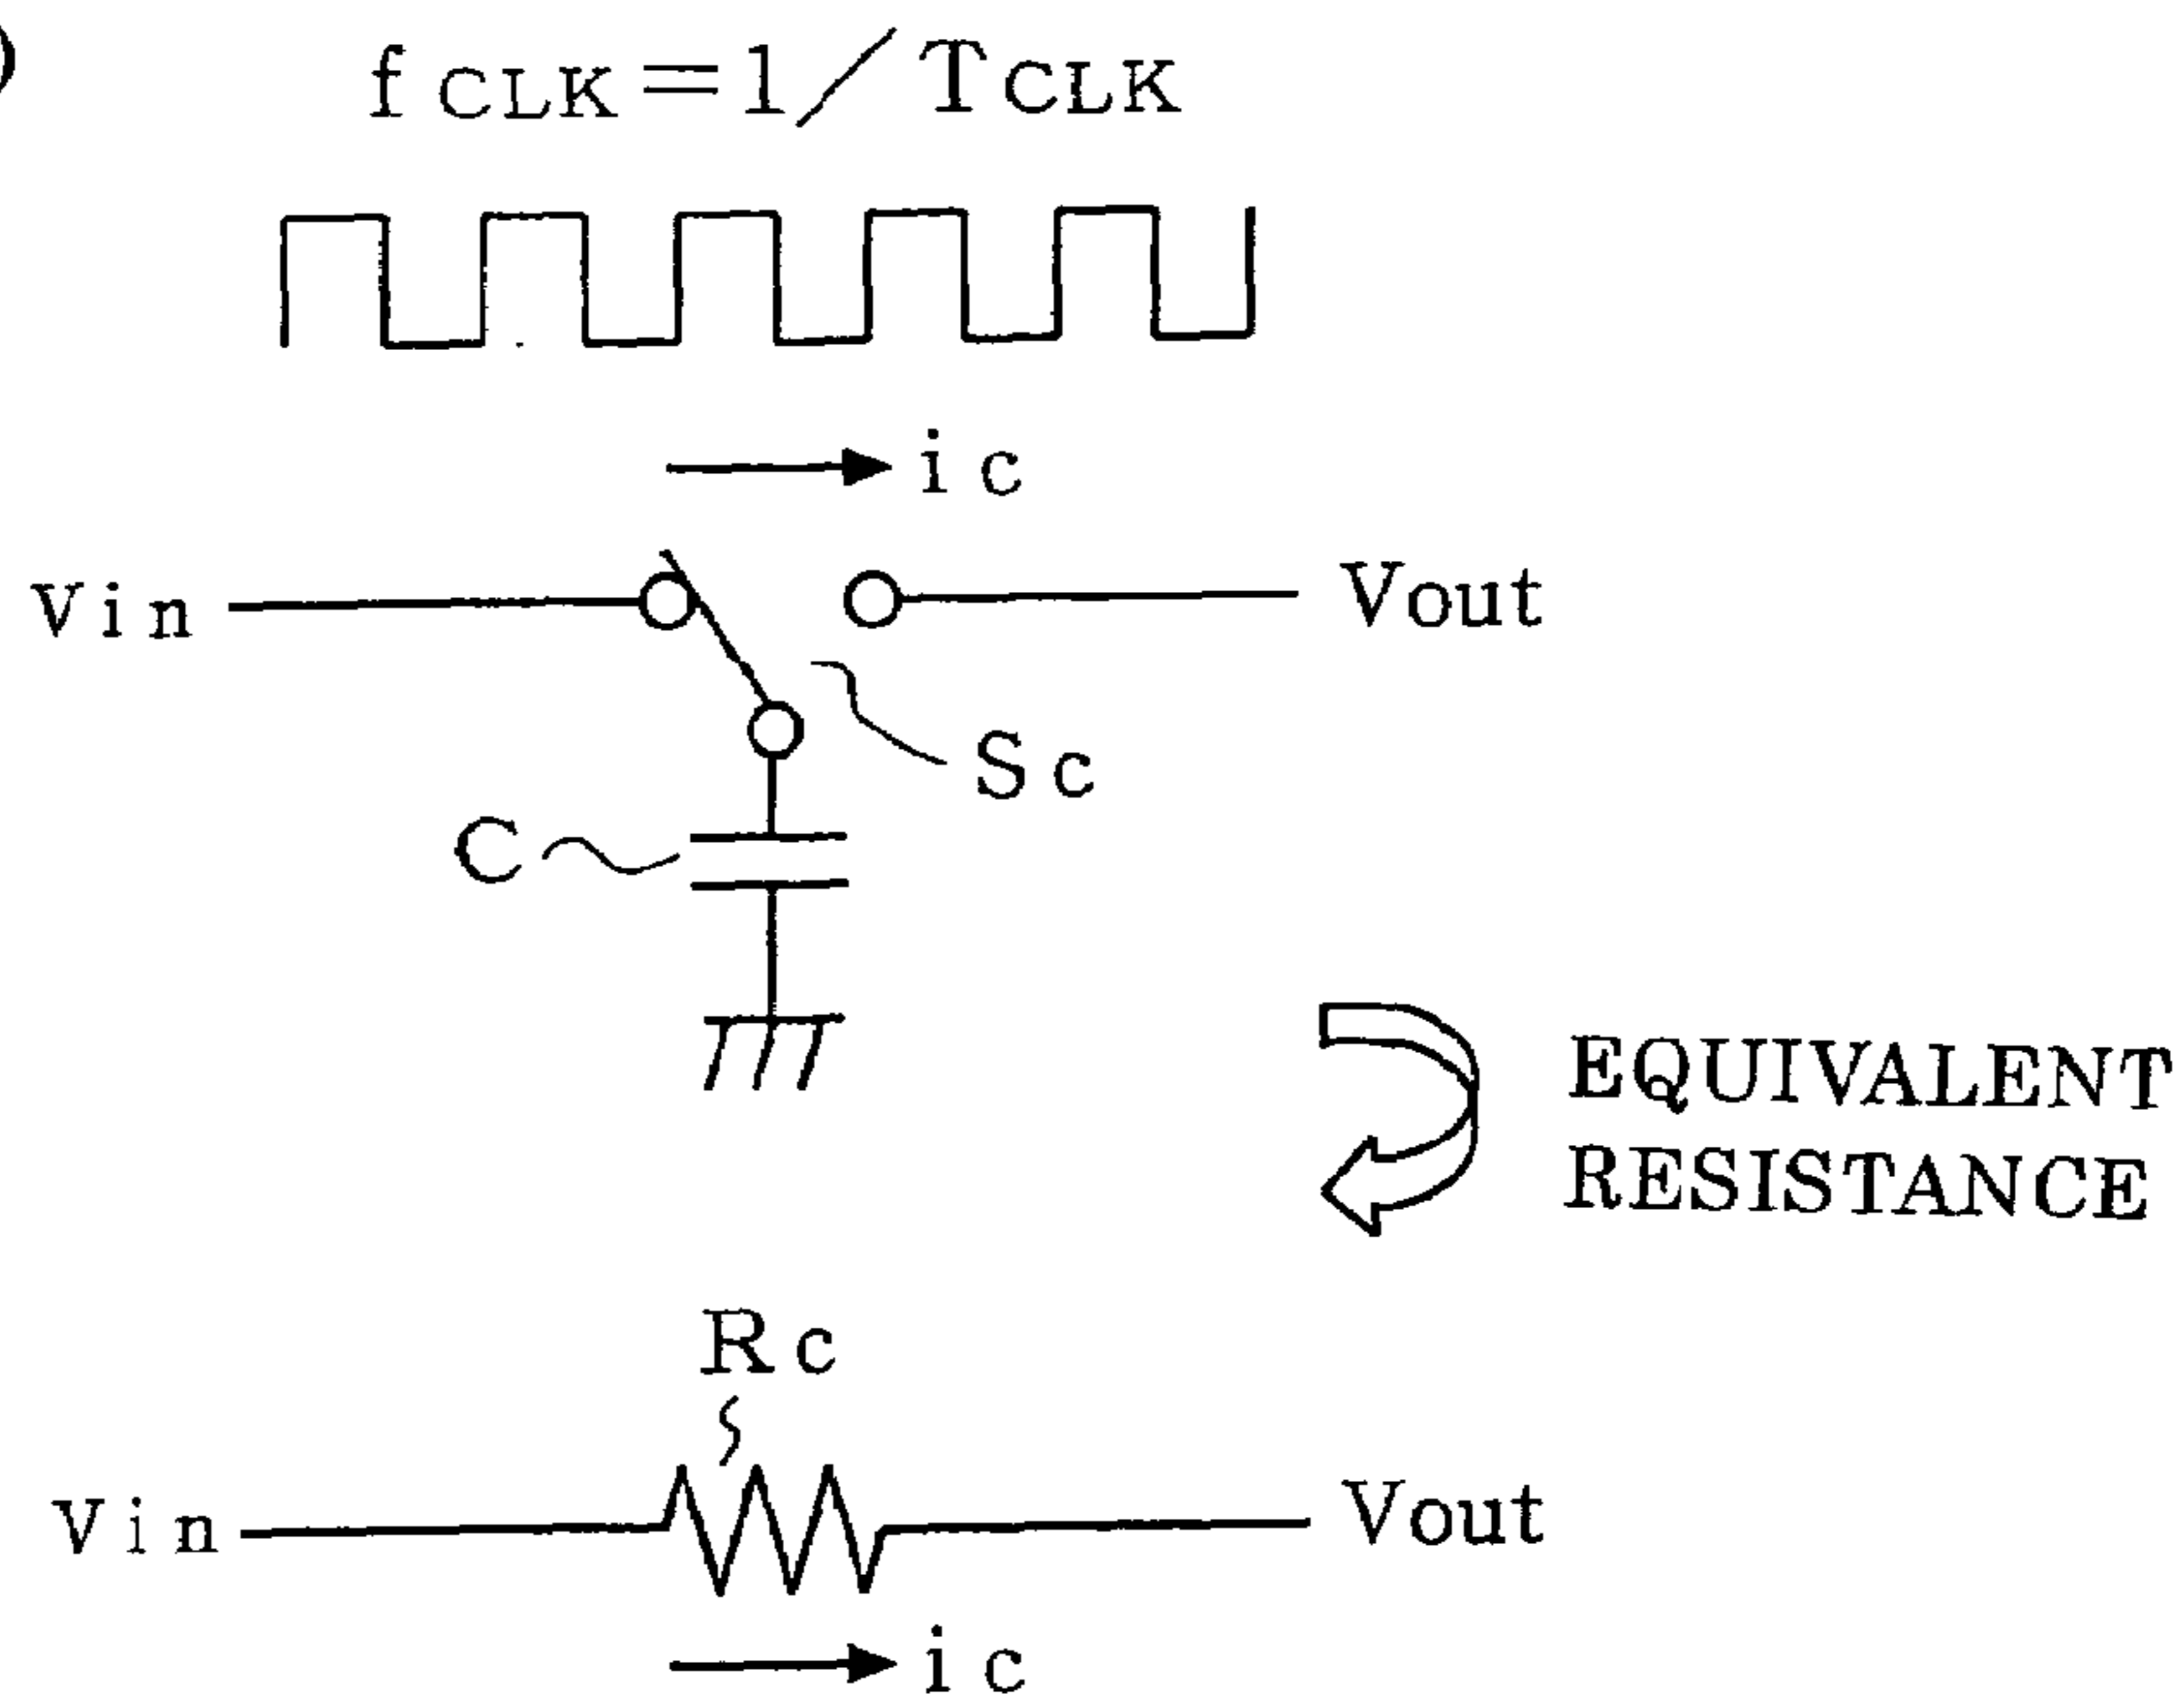 )
fCLK=1/TCLK
ic
Vin
Vout
Sc
C
EQUIVALENT
RESISTANCE
Rc
Vin
Vout
ic